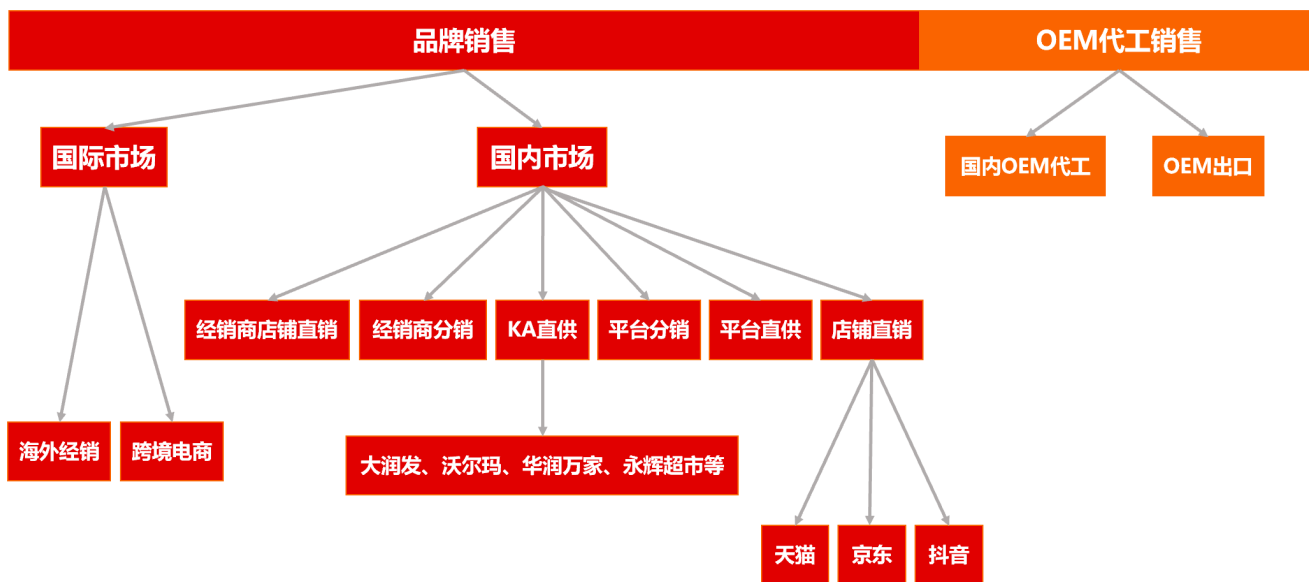 品牌销售
OEM代工销售
国际市场
国内市场
国内OEM代工
OEM出口
经销商店铺直销
经销商分销
KA直供
平台分销
平台直供
店铺直销
海外经销
跨境电商
大润发、沃尔玛、华润万家、永辉超市等
天猫
京东
抖音